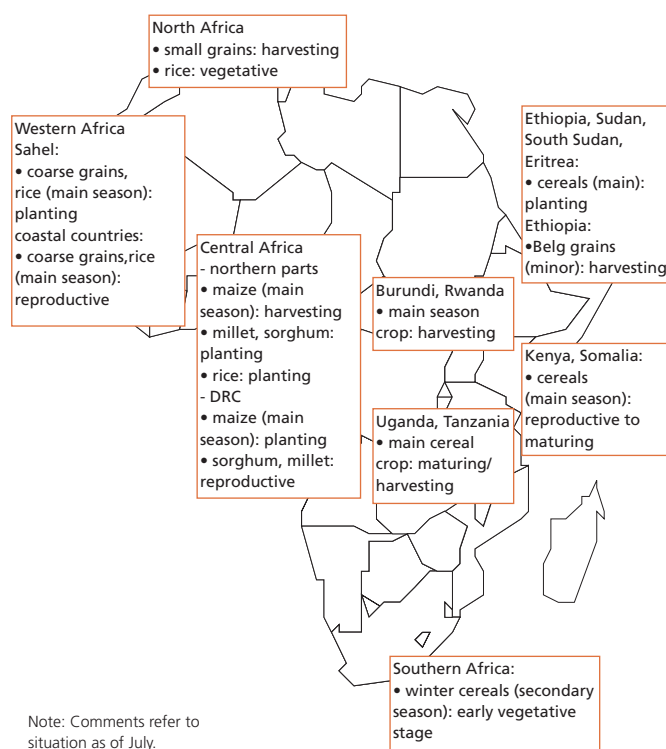 North Africa
• small grains: harvesting
• rice: vegetative
Western Africa
Sahel:
• coarse grains,
rice (main season):
planting
coastal countries:
• coarse grains,rice
(main season):
reproductive
Central Africa
- northern parts
• maize (main
season): harvesting
• millet, sorghum:
planting
• rice: planting
- DRC
• maize (main
season): planting
• sorghum, millet:
reproductive
Burundi, Rwanda
• main season
crop: harvesting
Uganda, Tanzania
• main cereal
crop: maturing/
harvesting
Ethiopia, Sudan,
South Sudan,
Eritrea:
• cereals (main):
planting
Ethiopia:
•Belg grains
(minor): harvesting
Kenya, Somalia:
• cereals
(main season):
reproductive to
maturing
Southern Africa:
• winter cereals (secondary
season): early vegetative
stage
Note: Comments refer to
situation as of July.